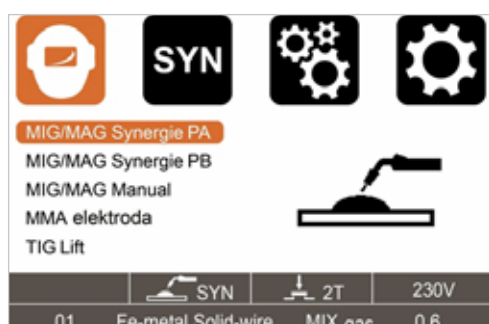 SYN
MIG/MAG Synergie PA
MIG/MAG Synergie PB
MIG/MAG Manual
MMA elektroda
TIG Lift
SYN 2T 230V
01 Fe-metal Solid-wire MIX gas 0.6